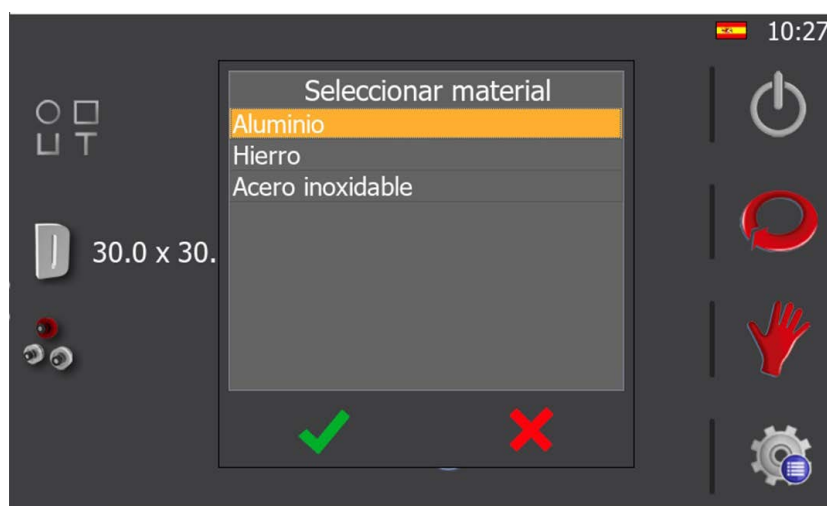 10:27
Seleccionar material
Aluminio
Hierro
Acero inoxidable
30.0 x 30.